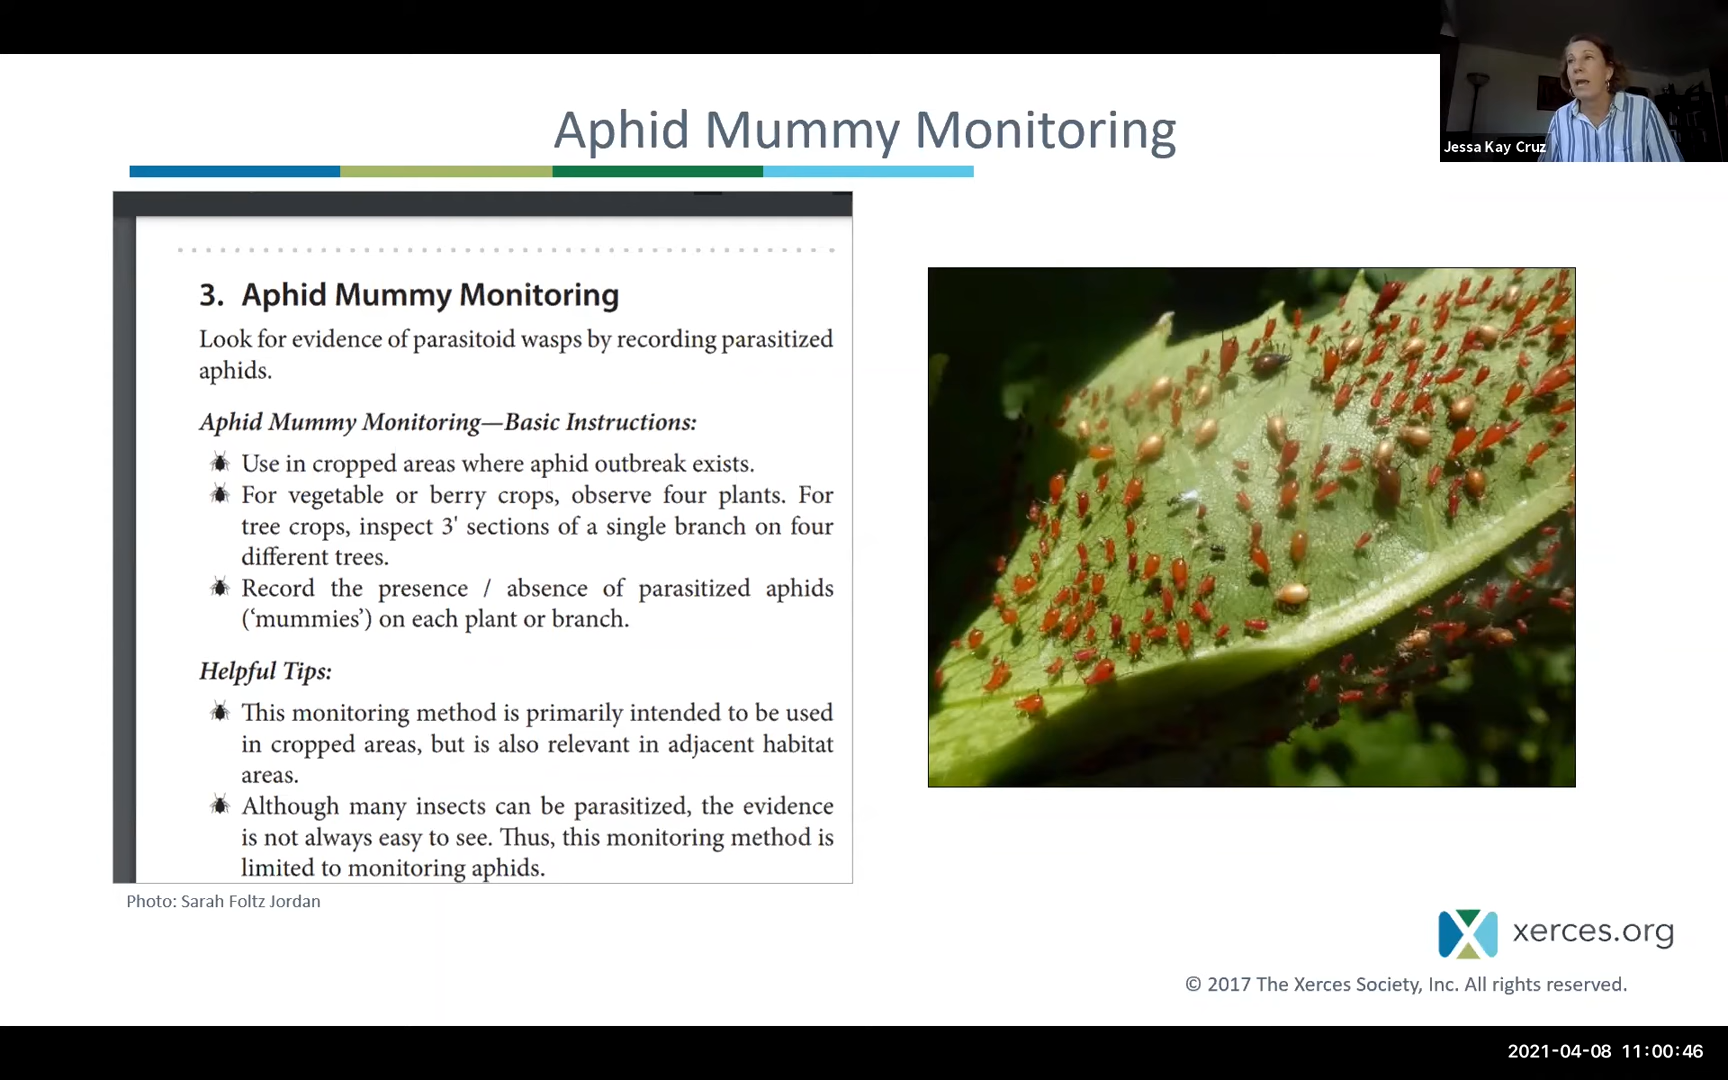 Aphid Mummy Monitoring
Jessa Kay Cruz
3. Aphid Mummy Monitoring
Look for evidence of parasitoid wasps by recording parasitized
aphids.
Aphid Mummy Monitoring—Basic Instructions:
Use in cropped areas where aphid outbreak exists.
For vegetable or berry crops, observe four plants. For
tree crops, inspect 3' sections of a single branch on four
different trees.
Record the presence / absence of parasitized aphids
(‘mummies’) on each plant or branch.
Helpful Tips:
This monitoring method is primarily intended to be used
in cropped areas, but is also relevant in adjacent habitat
areas.
Although many insects can be parasitized, the evidence
is not always easy to see. Thus, this monitoring method is
limited to monitoring aphids.
Photo: Sarah Foltz Jordan
xerces.org
© 2017 The Xerces Society, Inc. All rights reserved.
2021-04-08 11:00:46